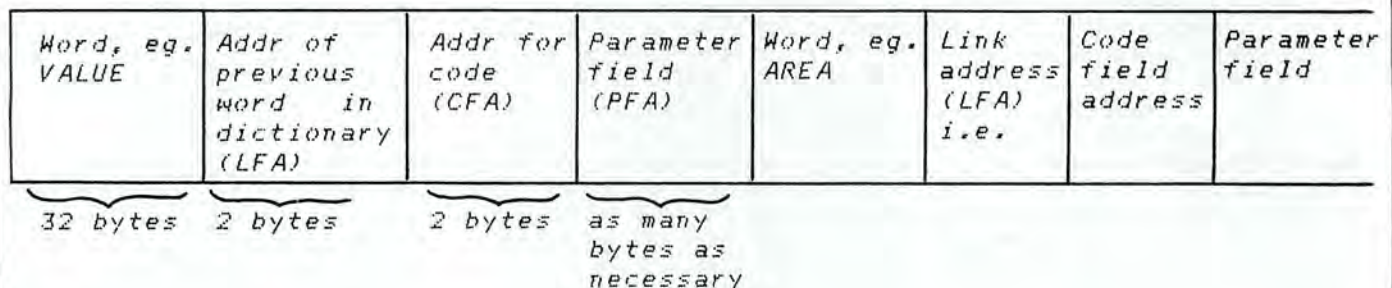 Word, eg.
VALUE
Addr of
previous
word in
dictionary
(LFA)
Addr for
code
(CFA)
Parameter
field
(PFA)
Word, eg.
AREA
Link
address
(LFA)
i.e.
Code
field
address
Parameter
field
32 bytes
2 bytes
2 bytes
as many
bytes as
necessary